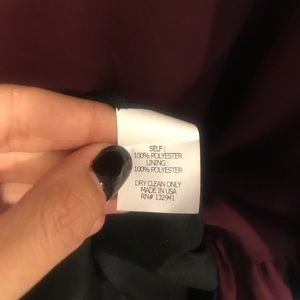 SELF :
100% POLYESTER
LINING :
100% POLYESTER
DRY CLEAN ONLY
MADE IN USA
RN# 132941